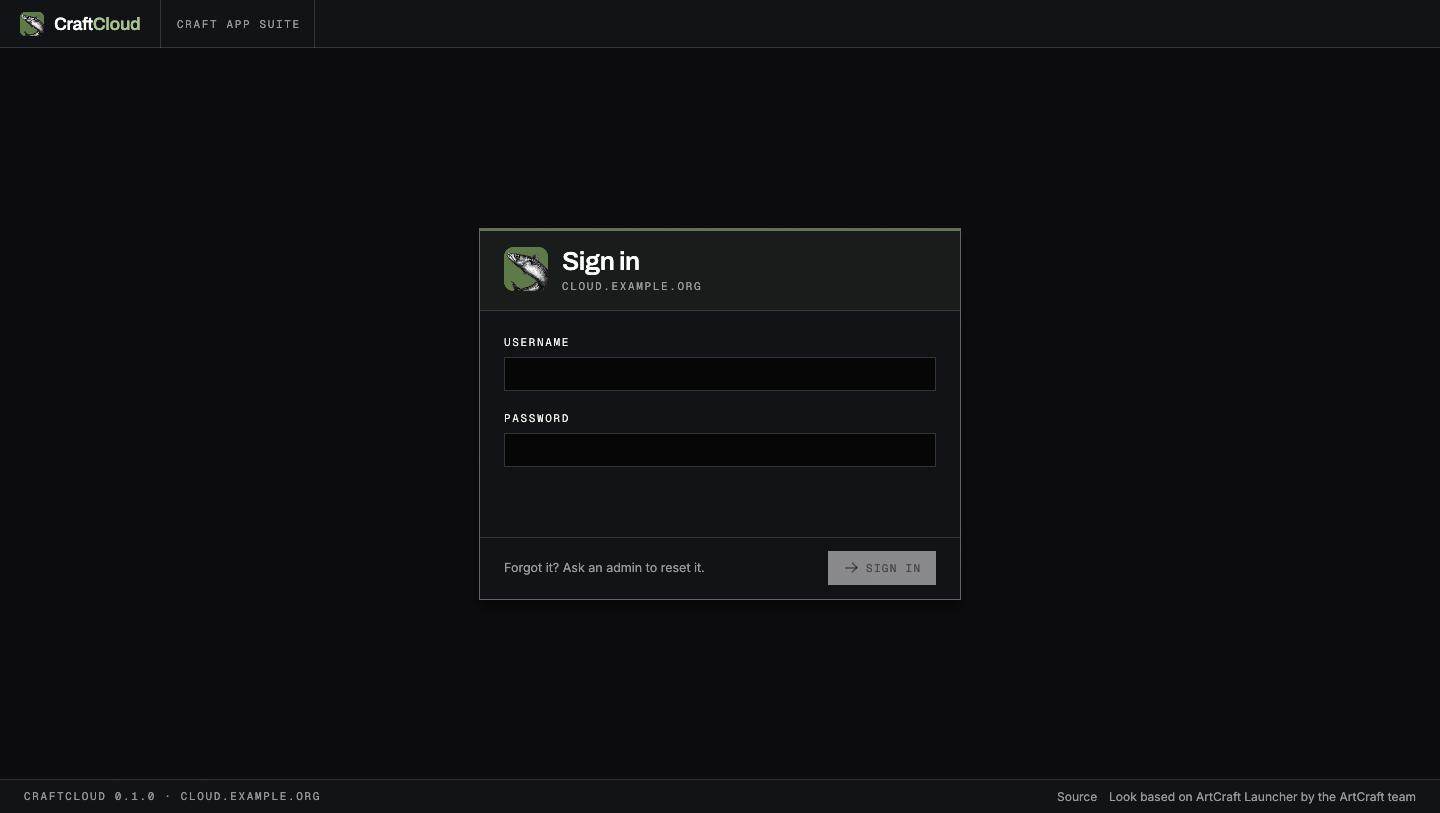 CraftCloud
CRAFT APP SUITE
Sign in
CLOUD.EXAMPLE.ORG
USERNAME
PASSWORD
Forgot it? Ask an admin to reset it.
SIGN IN
CRAFTCLOUD 0.1.0 · CLOUD.EXAMPLE.ORG
Source Look based on ArtCraft Launcher by the ArtCraft team